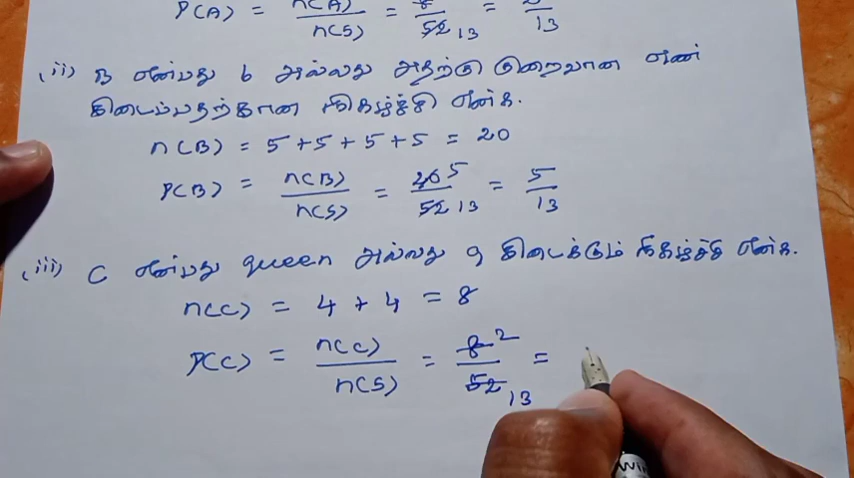 P(A) = n(A) / n(S) = 8 / 52 13 = / 13
(ii) B என்பது 6 அல்லது அதற்கு குறைவான எண்
கிடைப்பதற்கான நிகழ்ச்சி என்க.
n(B) = 5 + 5 + 5 + 5 = 20
P(B) = n(B) / n(S) = 20 5 / 52 13 = 5 / 13
(iii) C என்பது queen அல்லது 9 கிடைக்கும் நிகழ்ச்சி என்க.
n(C) = 4 + 4 = 8
P(C) = n(C) / n(S) = 8 2 / 52 13 =